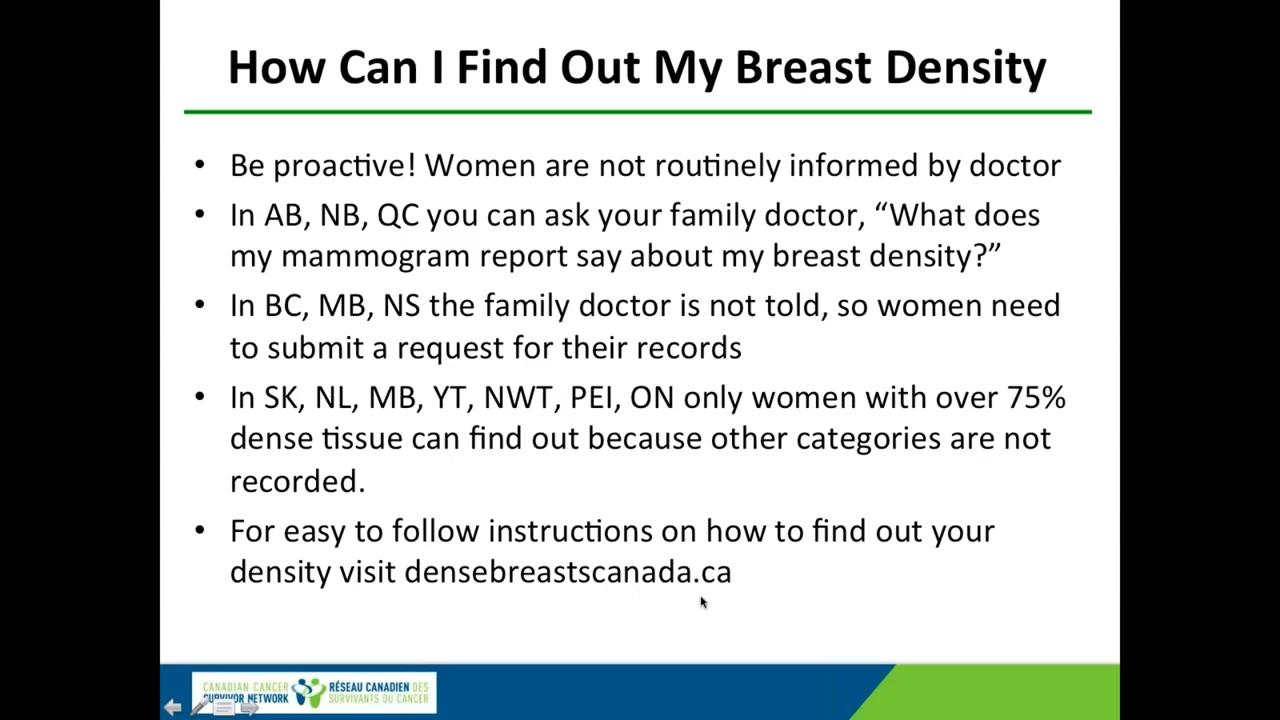 How Can I Find Out My Breast Density
• Be proactive! Women are not routinely informed by doctor
• In AB, NB, QC you can ask your family doctor, “What does
my mammogram report say about my breast density?”
• In BC, MB, NS the family doctor is not told, so women need
to submit a request for their records
• In SK, NL, MB, YT, NWT, PEI, ON only women with over 75%
dense tissue can find out because other categories are not
recorded.
• For easy to follow instructions on how to find out your
density visit densebreastscanada.ca
CANADIAN CANCER
SURVIVOR NETWORK
RÉSEAU CANADIEN DES
SURVIVANTS DU CANCER